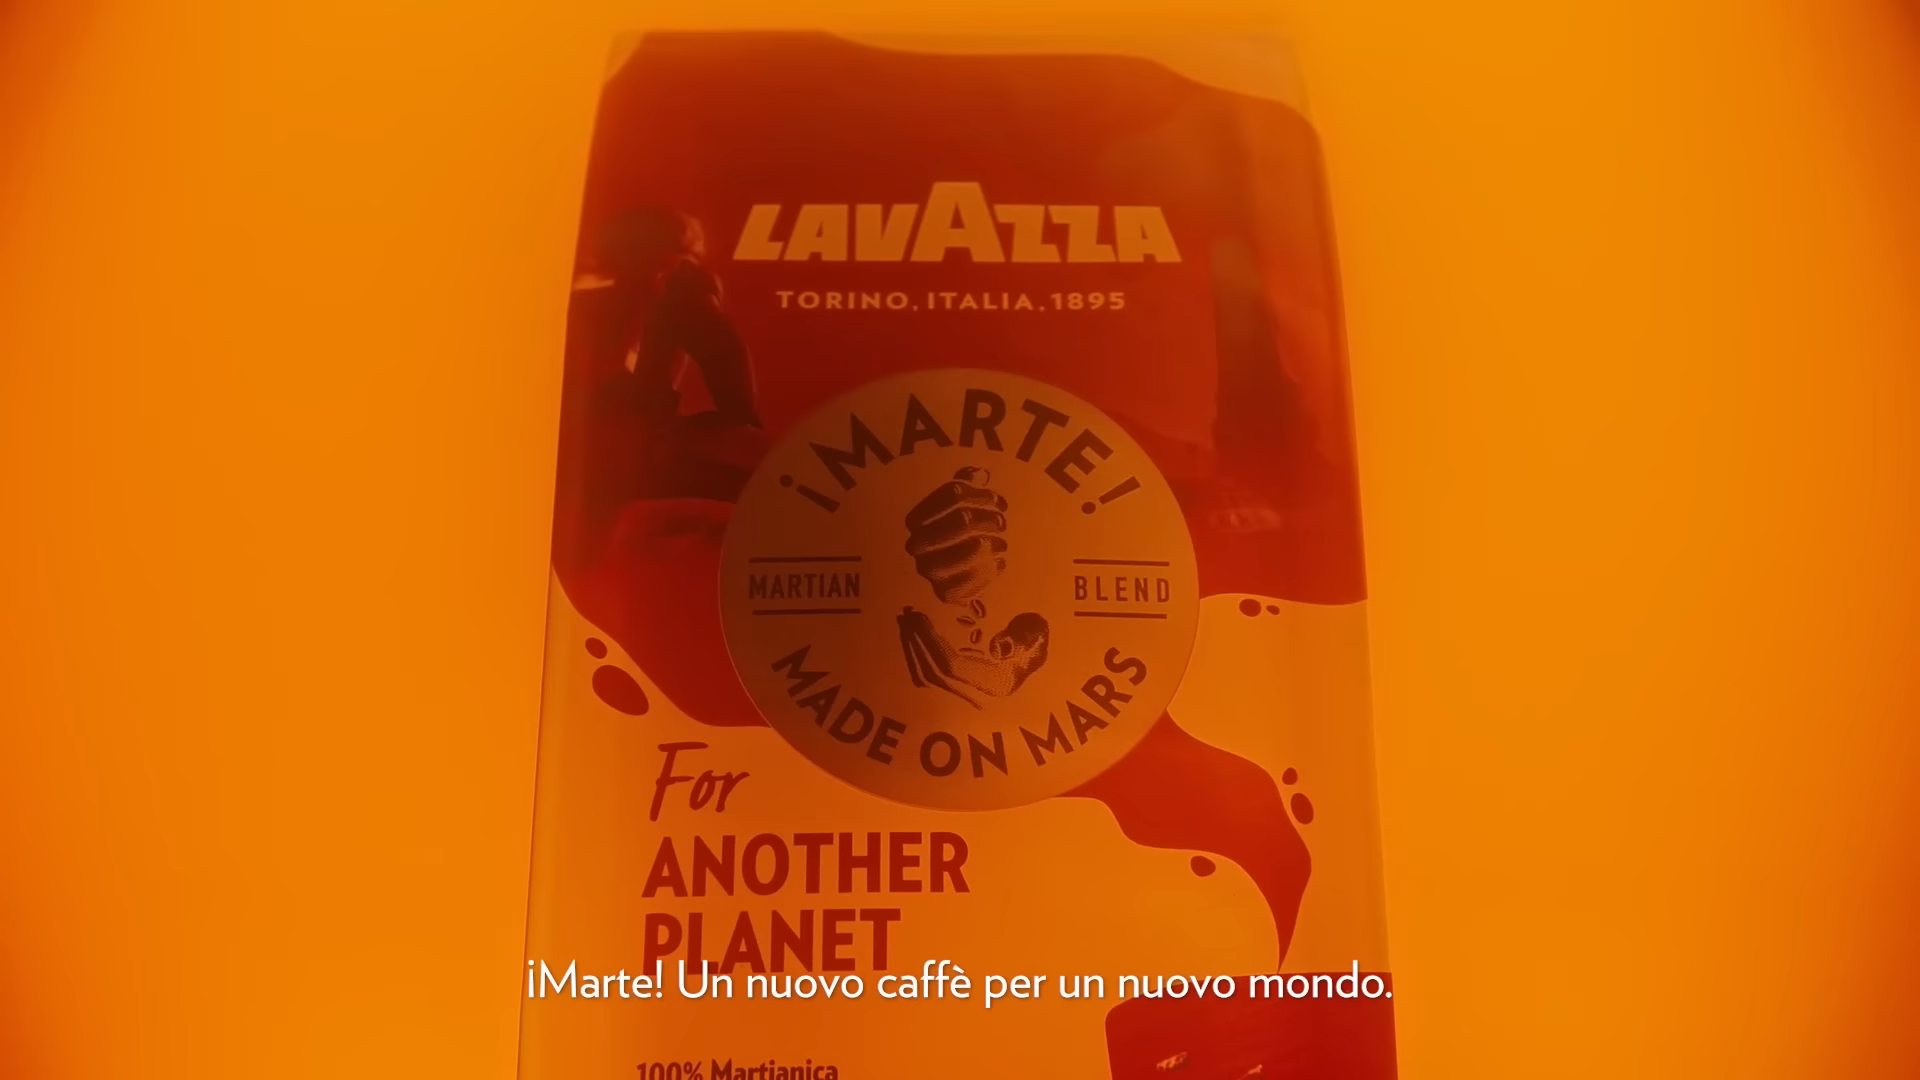 LAVAZZA
TORINO, ITALIA, 1895
¡MARTE!
MARTIAN BLEND
MADE ON MARS
For
ANOTHER
PLANET
¡Marte! Un nuovo caffè per un nuovo mondo.
100% Martianica